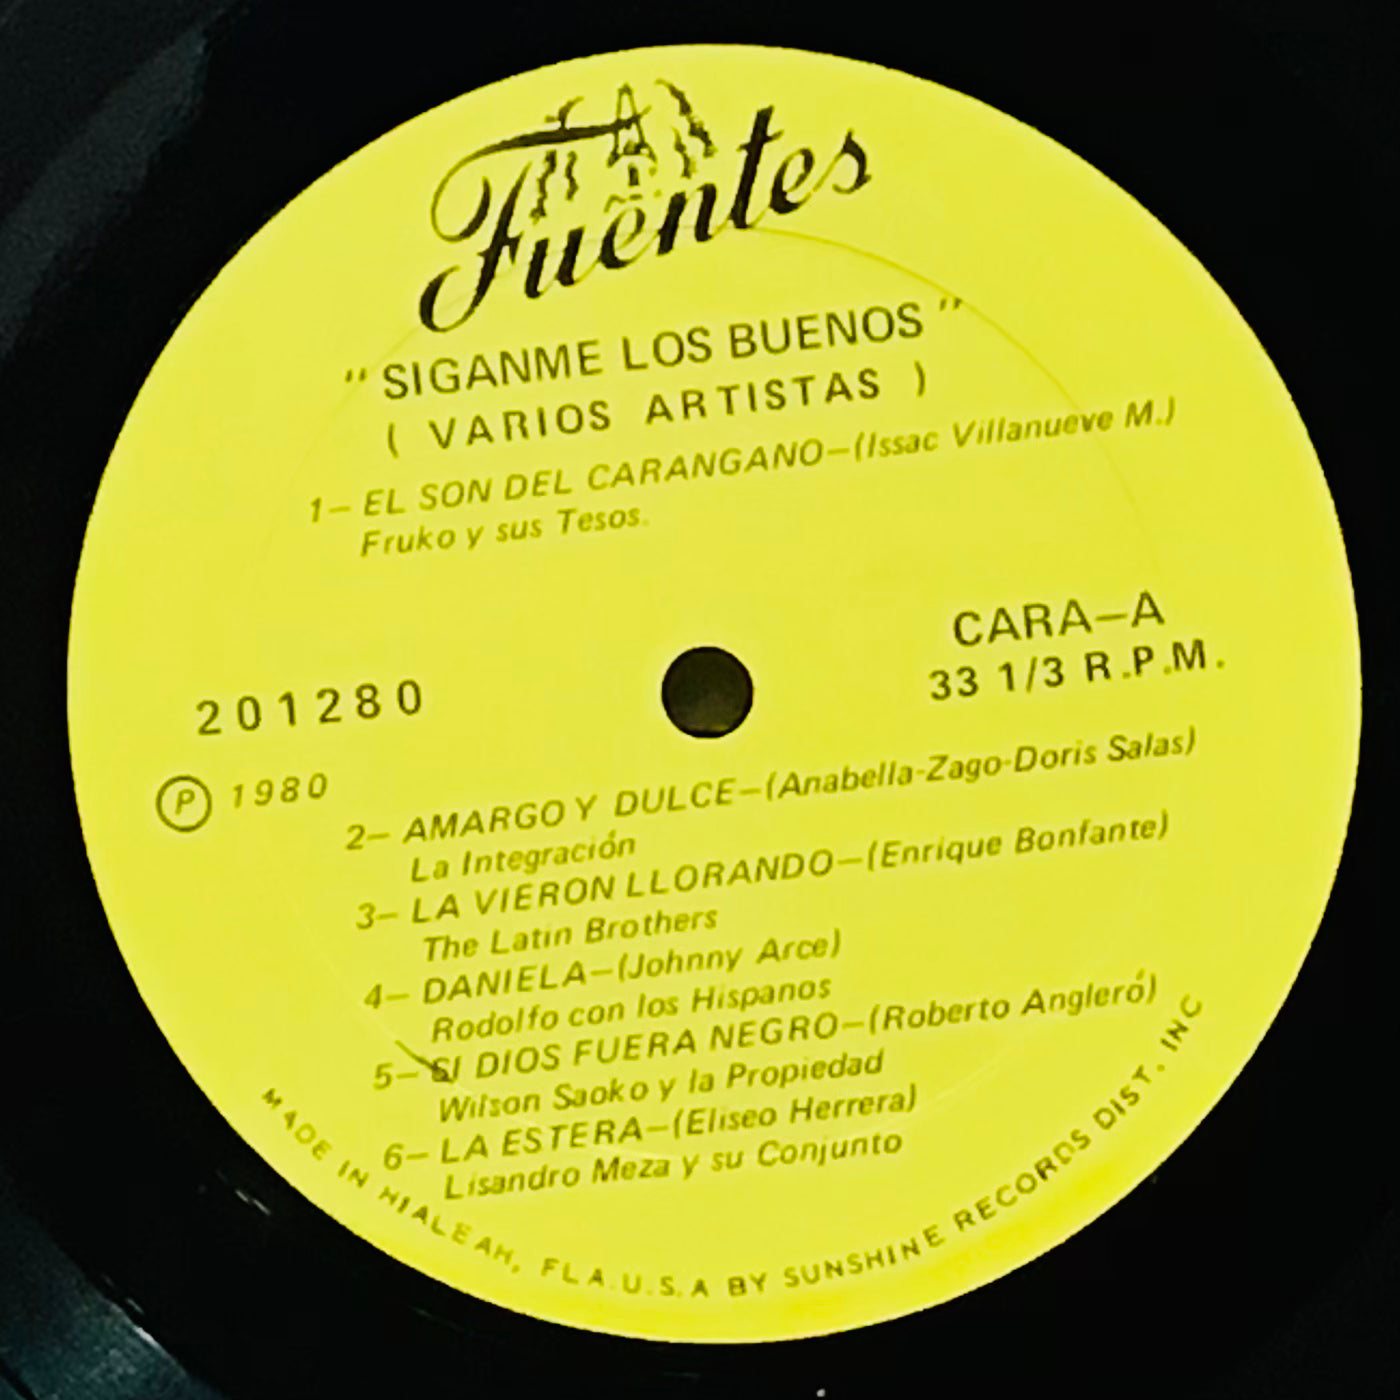 Fuentes
" SIGANME LOS BUENOS "
( VARIOS ARTISTAS )
1— EL SON DEL CARANGANO—(Issac Villanueve M.)
Fruko y sus Tesos.
CARA—A
33 1/3 R.P.M.
201280
Ⓟ 1980
2— AMARGO Y DULCE—(Anabella-Zago-Doris Salas)
La Integración
3— LA VIERON LLORANDO—(Enrique Bonfante)
The Latin Brothers
4— DANIELA—(Johnny Arce)
Rodolfo con los Hispanos
5— SI DIOS FUERA NEGRO—(Roberto Angleró)
Wilson Saoko y la Propiedad
6— LA ESTERA—(Eliseo Herrera)
Lisandro Meza y su Conjunto
MADE IN HIALEAH, FLA.U.S.A BY SUNSHINE RECORDS DIST. INC